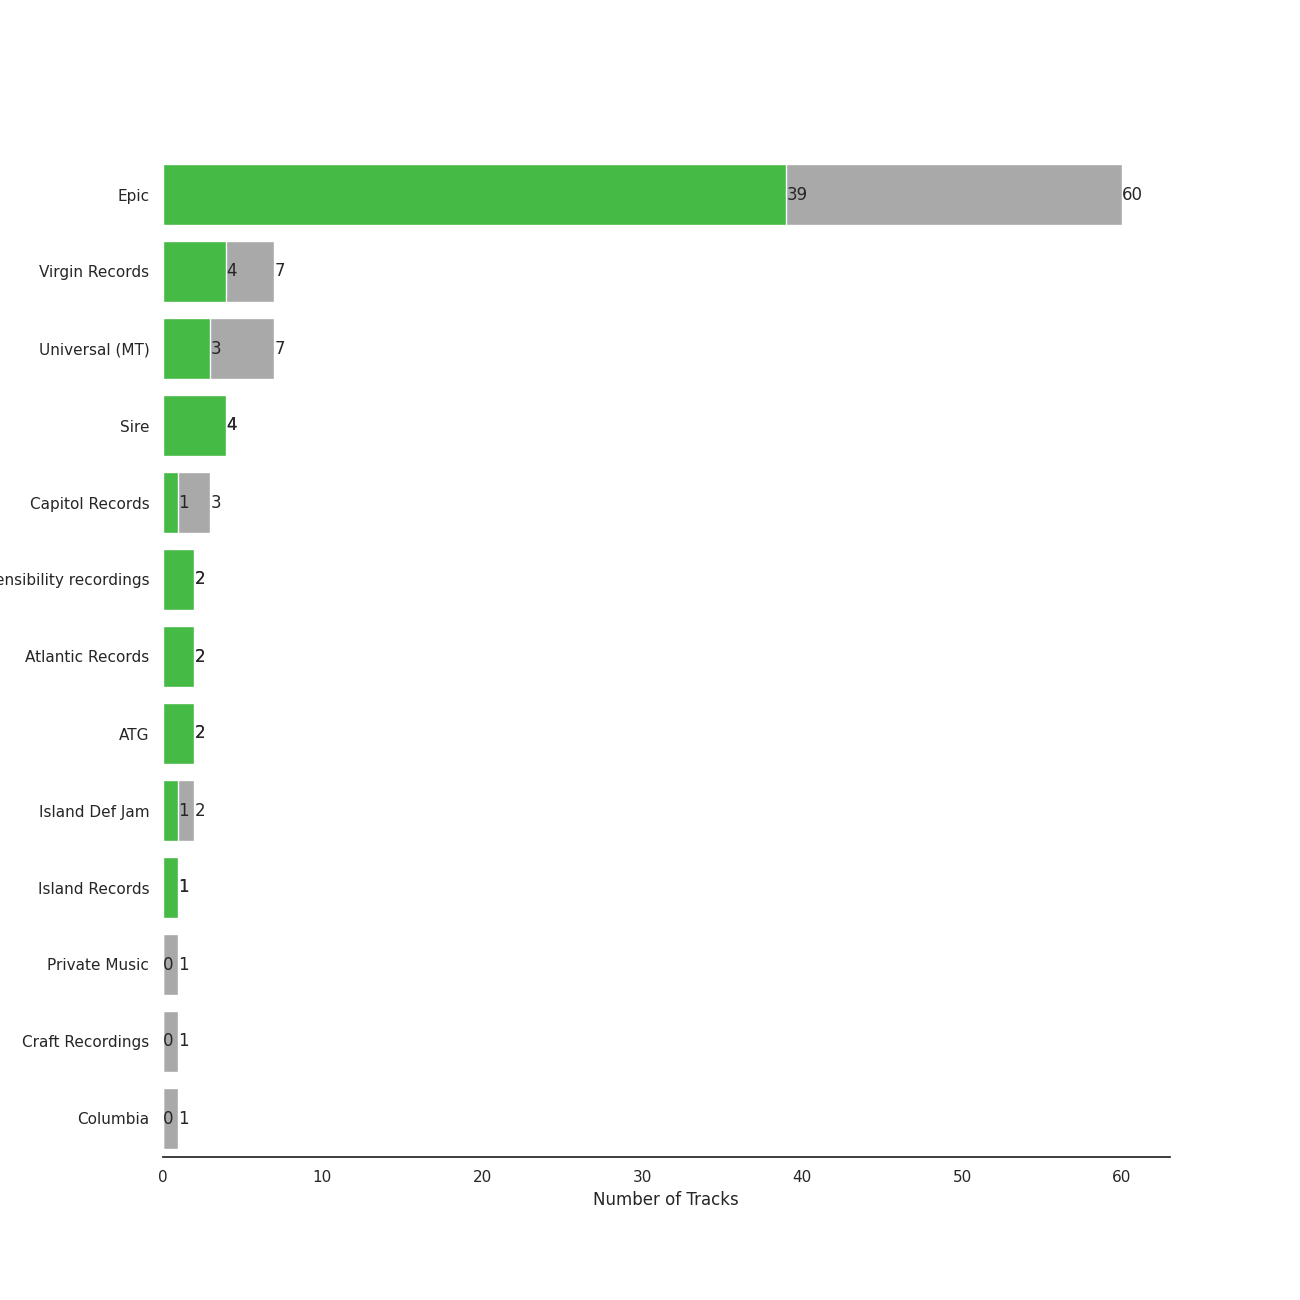 Epic 39 60
Virgin Records 4 7
Universal (MT) 3 7
Sire 4
Capitol Records 1 3
recordings 2
Atlantic Records 2
ATG 2
Island Def Jam 1 2
Island Records 1
Private Music 0 1
Craft Recordings 0 1
Columbia 0 1
0 10 20 30 40 50 60
Number of Tracks